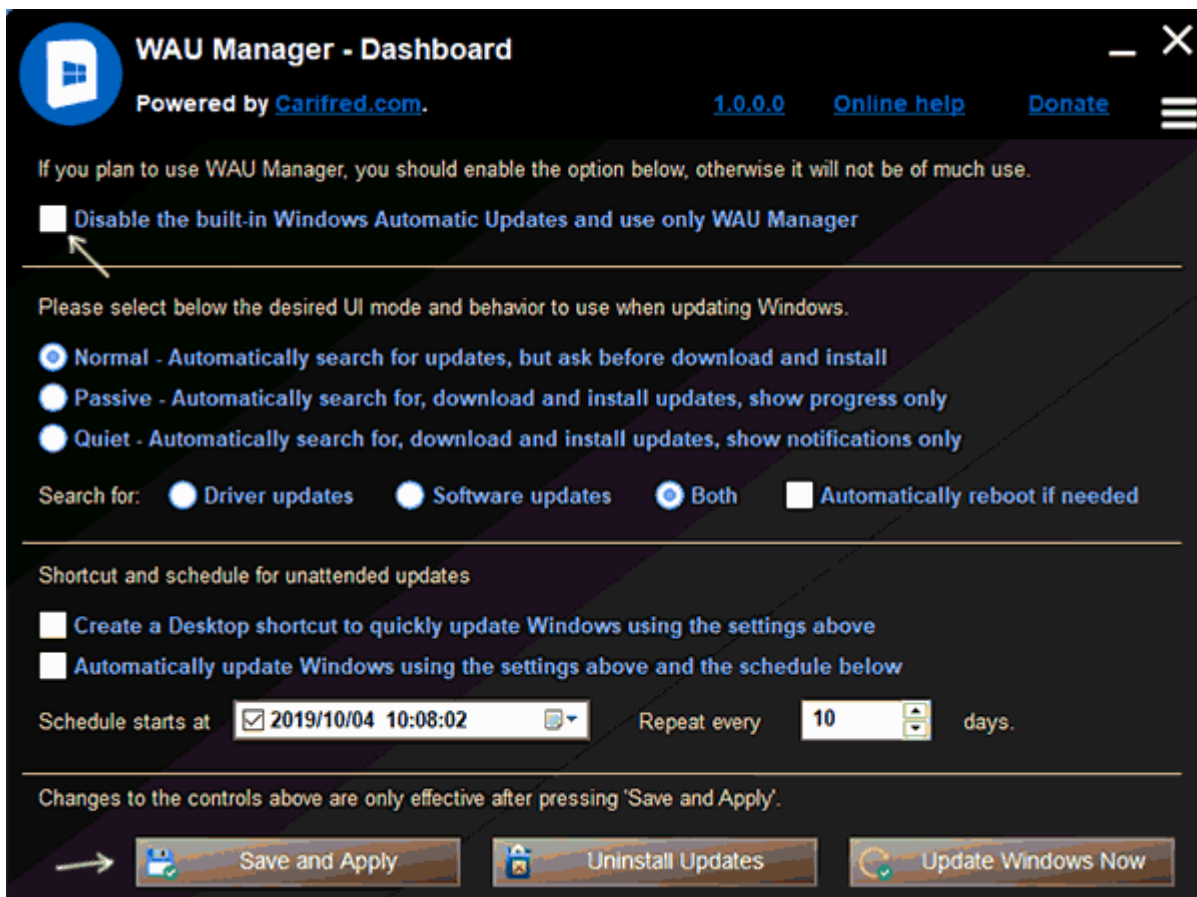 WAU Manager - Dashboard
Powered by Carifred.com. 1.0.0.0 Online help Donate
If you plan to use WAU Manager, you should enable the option below, otherwise it will not be of much use.
Disable the built-in Windows Automatic Updates and use only WAU Manager
Please select below the desired UI mode and behavior to use when updating Windows.
Normal - Automatically search for updates, but ask before download and install
Passive - Automatically search for, download and install updates, show progress only
Quiet - Automatically search for, download and install updates, show notifications only
Search for: Driver updates Software updates Both Automatically reboot if needed
Shortcut and schedule for unattended updates
Create a Desktop shortcut to quickly update Windows using the settings above
Automatically update Windows using the settings above and the schedule below
Schedule starts at 2019/10/04 10:08:02 Repeat every 10 days.
Changes to the controls above are only effective after pressing 'Save and Apply'.
Save and Apply Uninstall Updates Update Windows Now